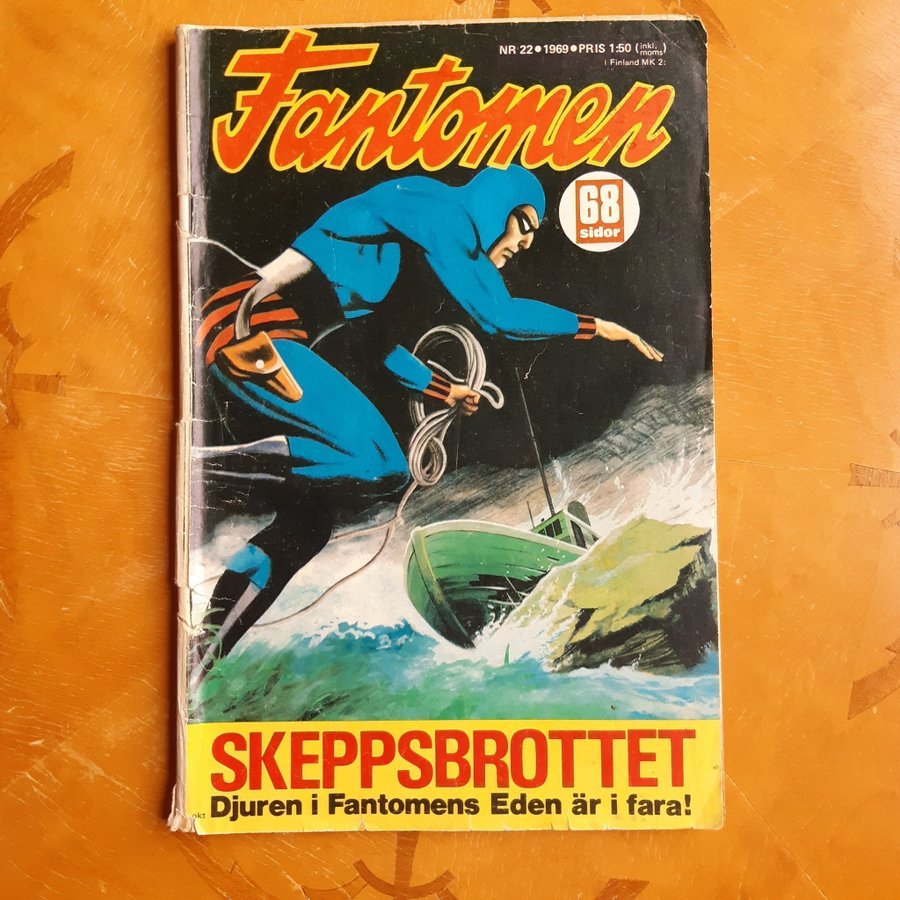 NR 22 • 1969 • PRIS 1:50 (inkl. moms)
i Finland MK 2:
Fantomen
68
sidor
SKEPPSBROTTET
okt Djuren i Fantomens Eden är i fara!